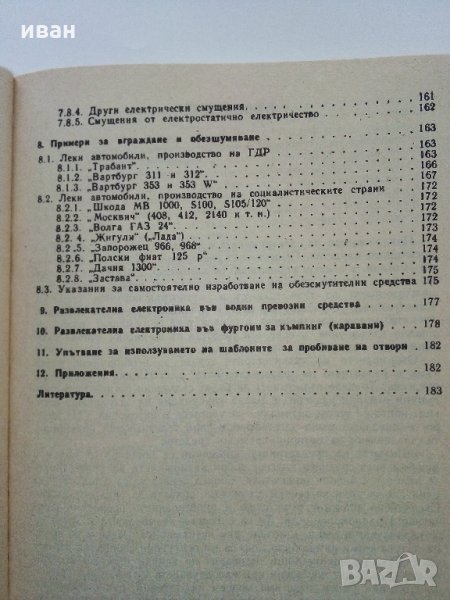 иван
7.8.4. Други електрически смущения. 161
7.8.5. Смущения от електростатично електричество 162
8. Примери за вграждане и обезшумяване 163
8.1. Леки автомобили, производство на ГДР 163
8.1.1. „Трабант". 163
8.1.2. „Вартбург 311 и 312". 166
8.1.3. „Вартбург 353 и 353 W". 167
8.2. Леки автомобили, производство на социалистическите страни 172
8.2.1. „Шкода МВ 1000, S100, S105/120" 172
8.2.2. „Москвич" (408, 412, 2140 и т. н.) 172
8.2.3. „Волга ГАЗ 24". 173
8.2. 4. „Жигули" („Лада") 174
8.2.5. „Запорожец 966, 968". 174
8.2.6. „Полски фиат 125 р" 174
8.2.7. „Дачия 1300". 175
8.2.8. „Застава". 175
8.3. Указания за самостоятелно изработване на обезсмутителни средства 175
9. Развлекателна електроника във водни превозни средства 177
10. Развлекателна електроника във фургони за къмпинг (каравани) 178
11. Упътване за използуването на шаблоните за пробиване на отвори 182
12. Приложения. 182
Литература. 183
BAZAR